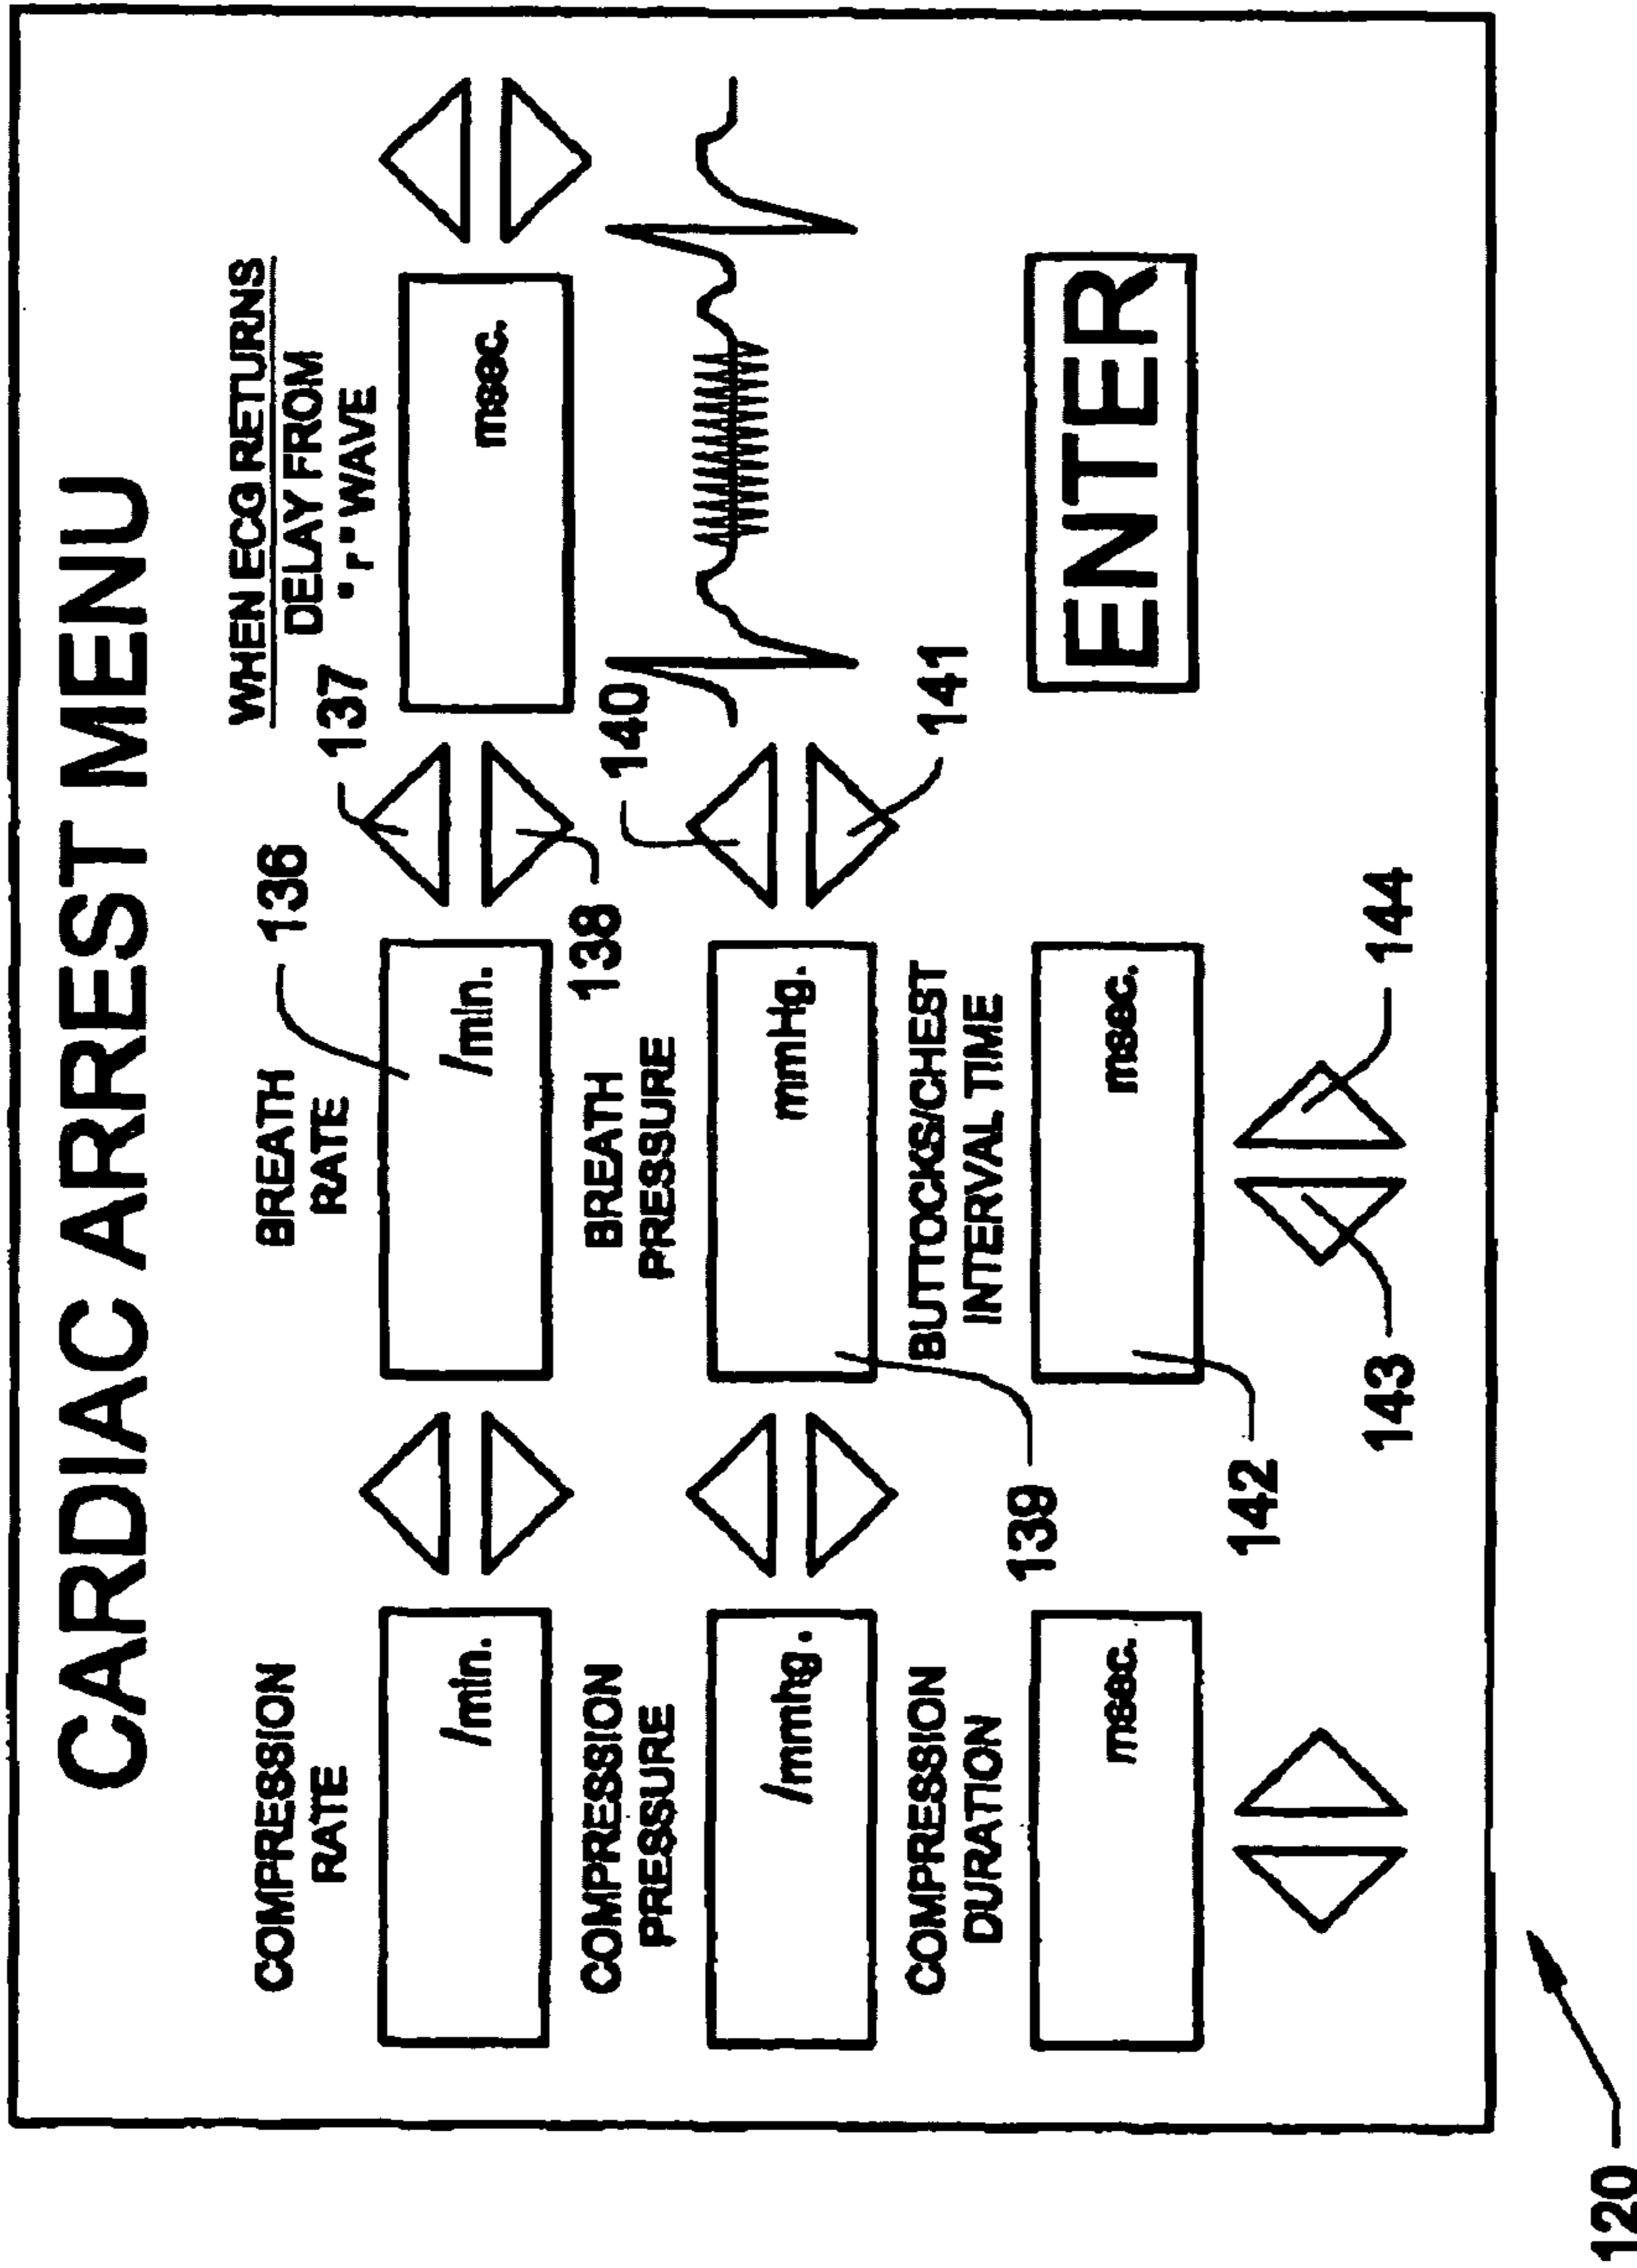 CARDIAC ARREST MENU
COMPRESSION
RATE
/min.
BREATH
RATE
136
/min.
137
138
WHEN ECG RETURNS
DELAY FROM
"r" WAVE
msec.
COMPRESSION
PRESSURE
/mmhg.
BREATH
PRESSURE
mmHg.
140
141
139
COMPRESSION
DURATION
msec.
BUTTOCKS/CHEST
INTERVAL TIME
msec.
142
143
144
ENTER
120